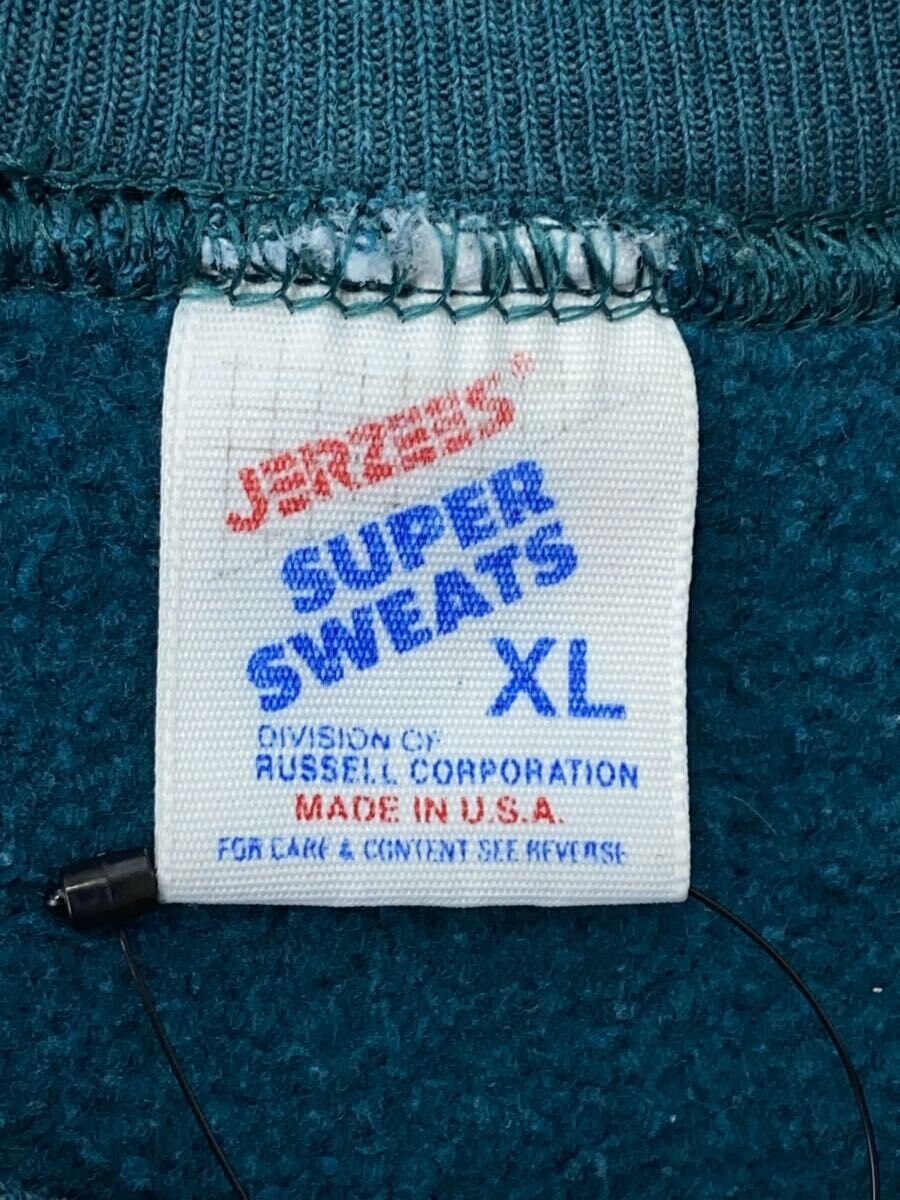 JERZEES®
SUPER
SWEATS
XL
DIVISION OF
RUSSELL CORPORATION
MADE IN U.S.A.
FOR CARE & CONTENT SEE REVERSE